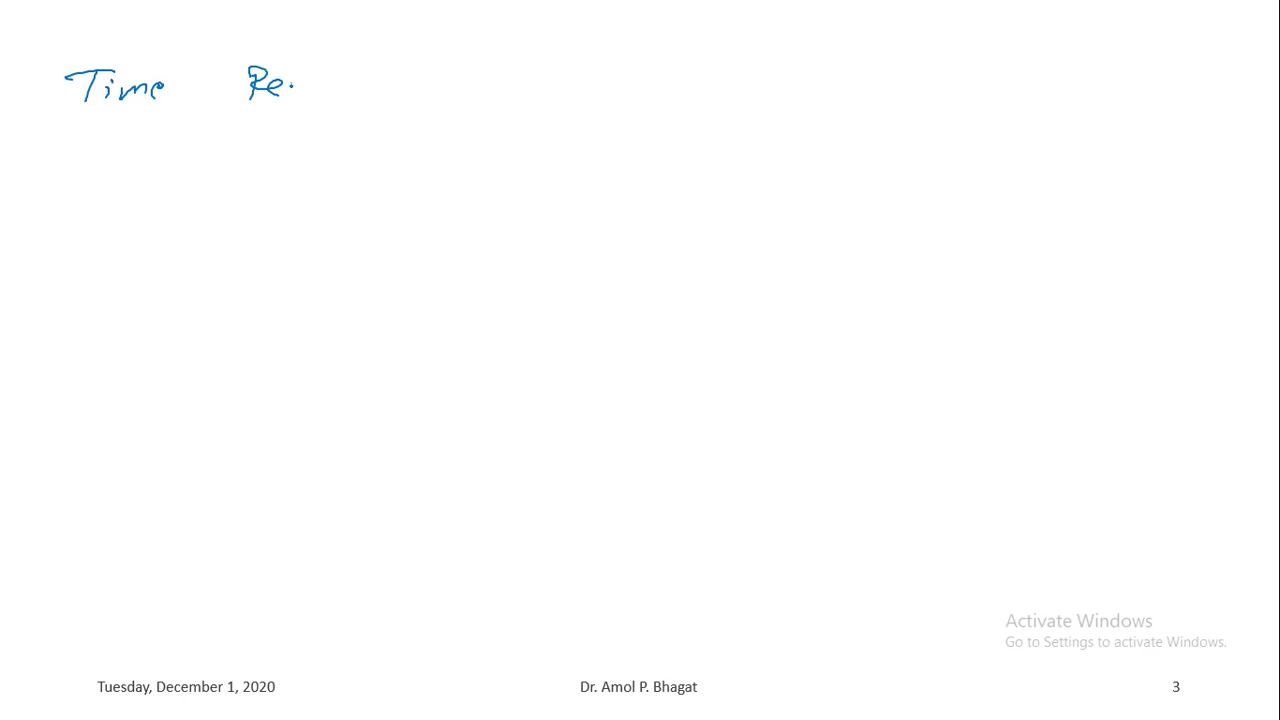 Time Re.
Activate Windows
Go to Settings to activate Windows.
Tuesday, December 1, 2020 Dr. Amol P. Bhagat 3